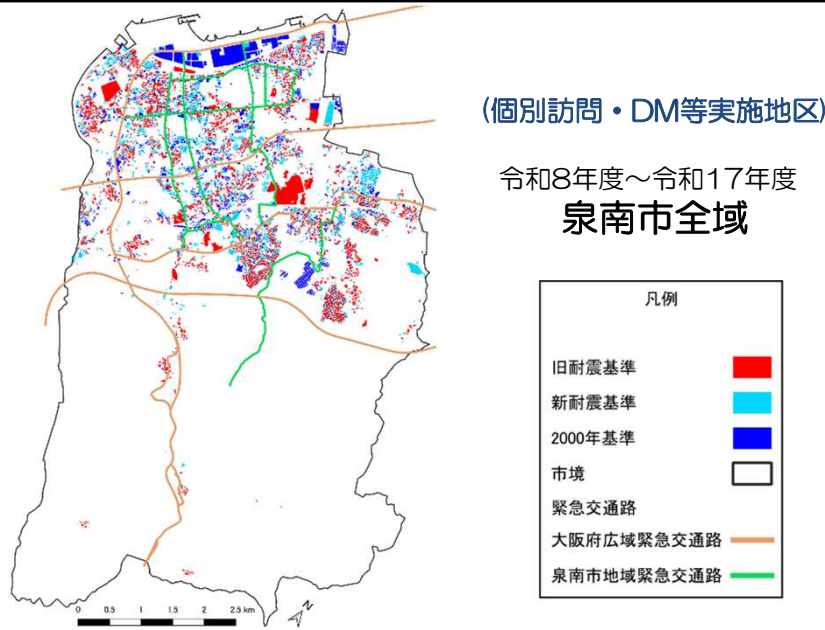 (個別訪問・DM等実施地区)
令和8年度～令和17年度
泉南市全域
凡例
旧耐震基準
新耐震基準
2000年基準
市境
緊急交通路
大阪府広域緊急交通路
泉南市地域緊急交通路
0 0.5 1 1.5 2 2.5 km
N